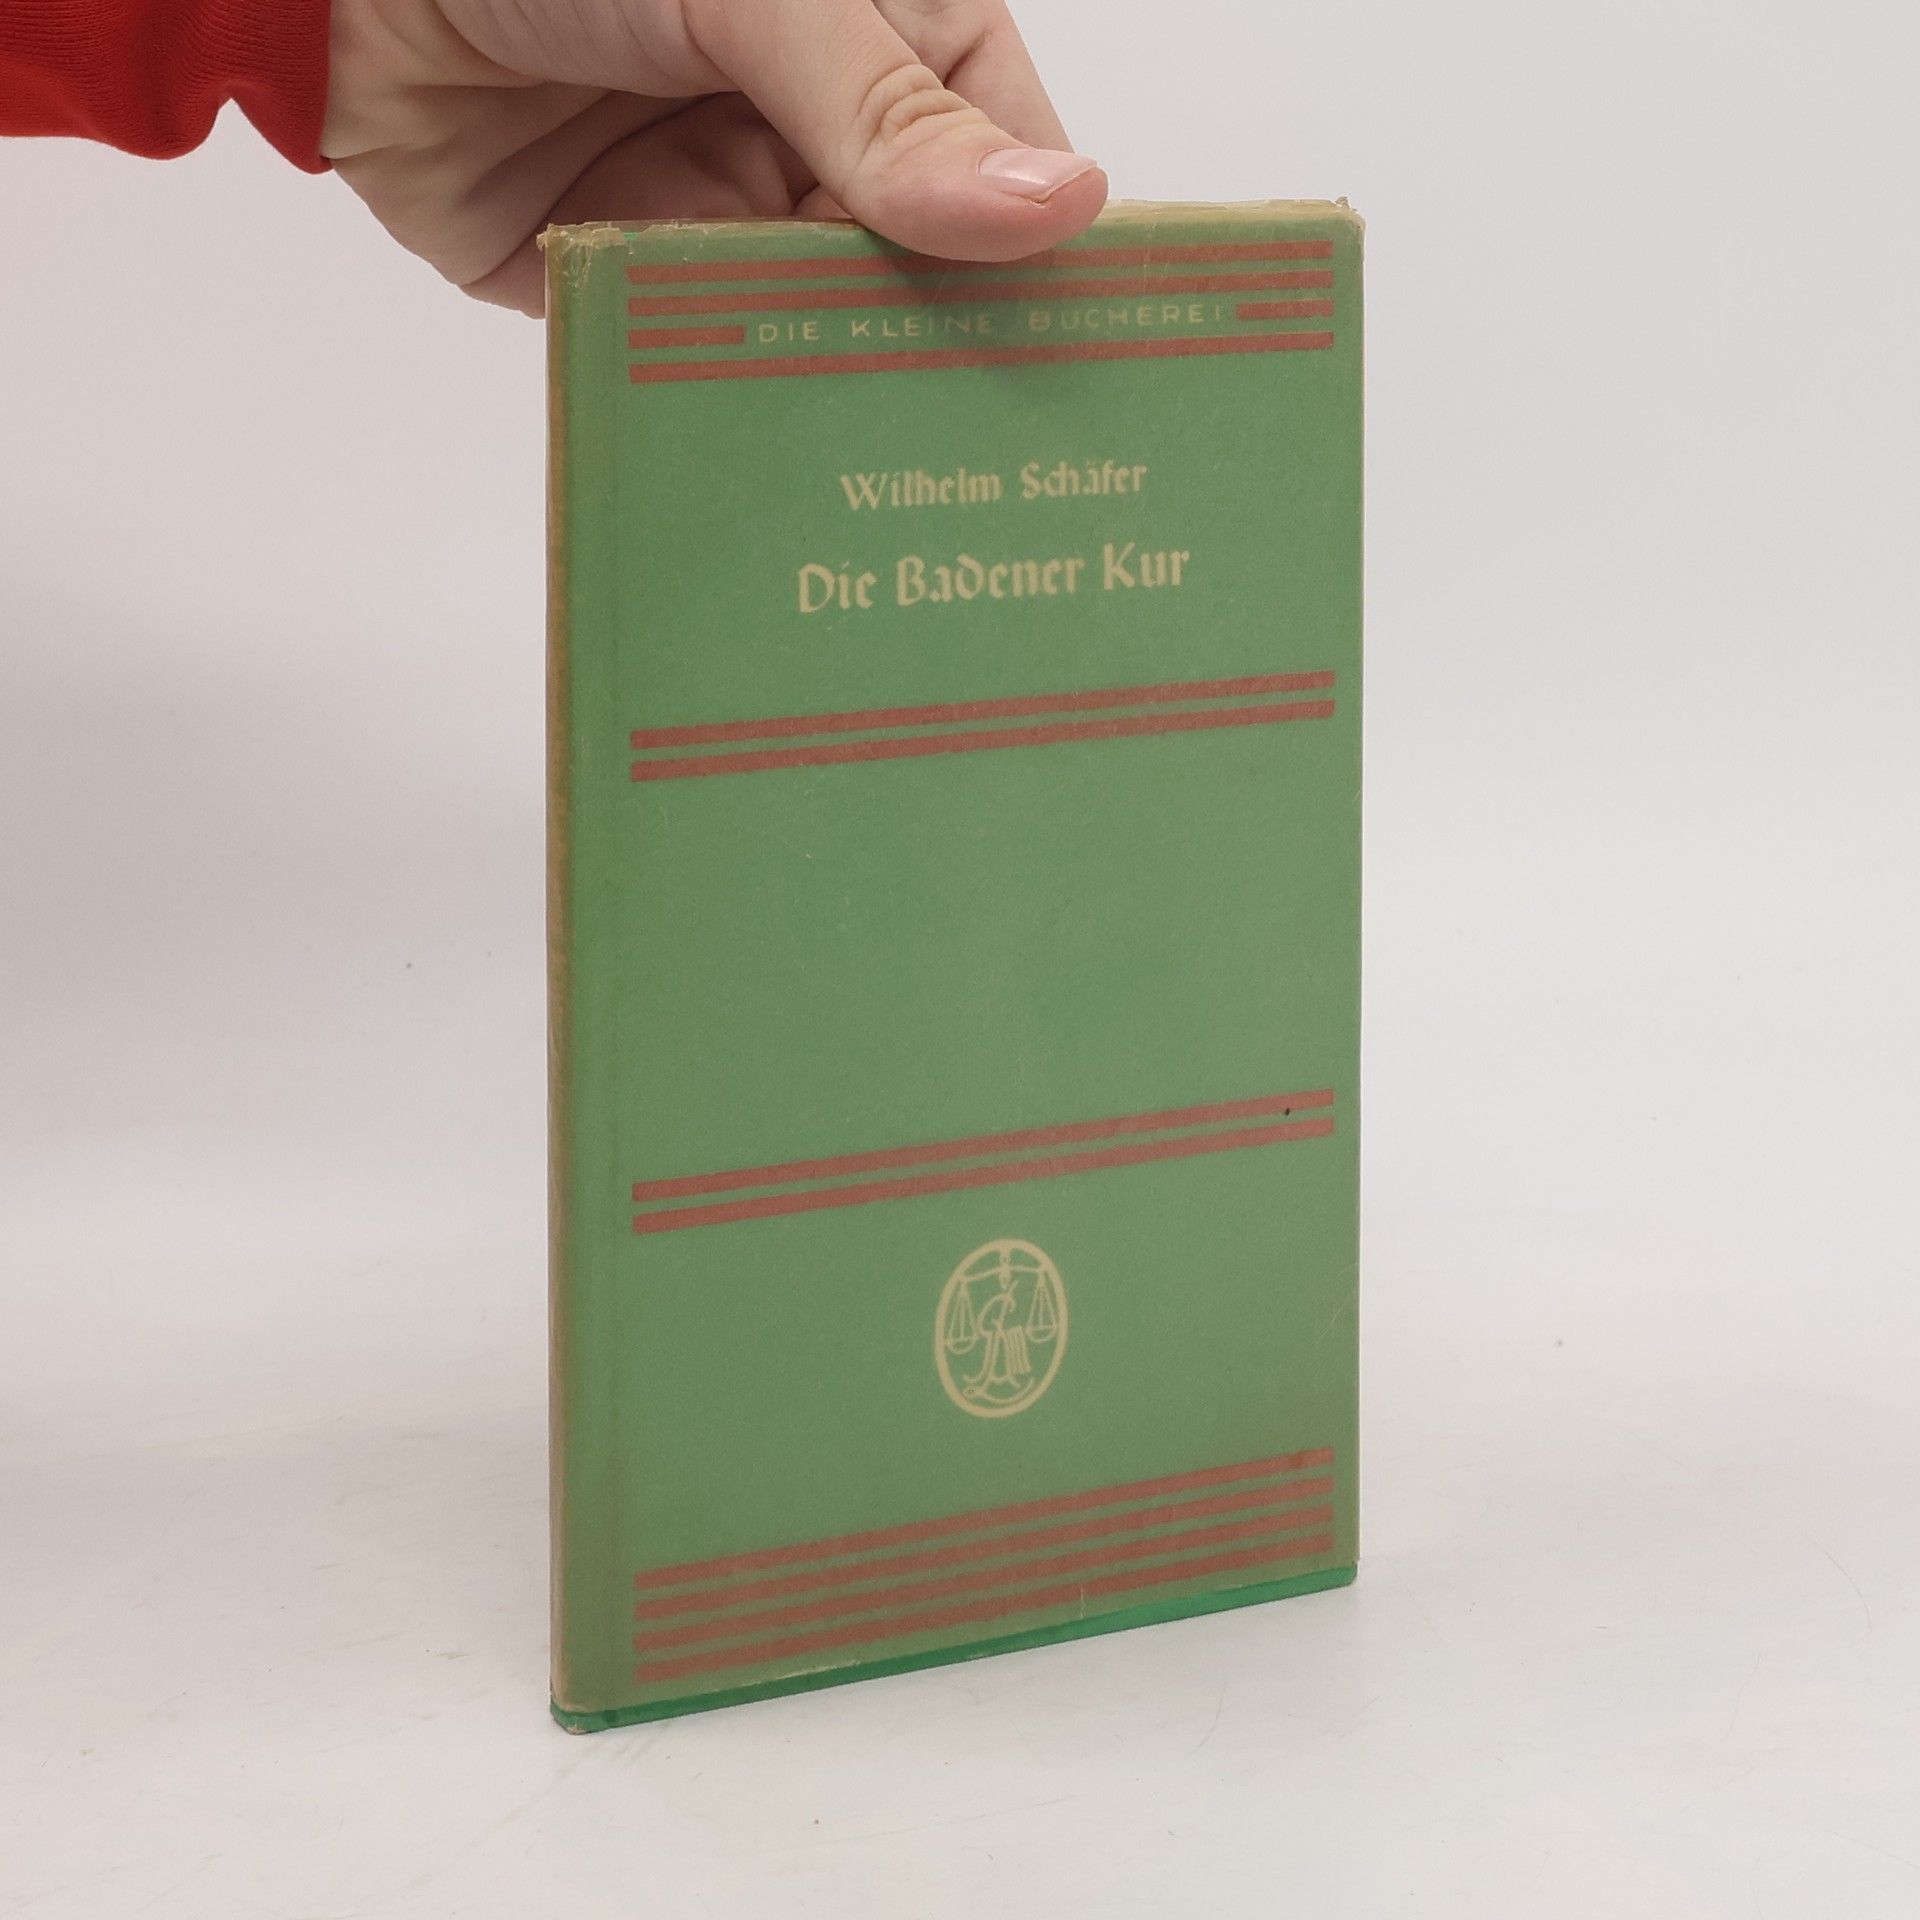 DIE KLEINE BÜCHEREI
Wilhelm Schäfer
Die Badener Kur